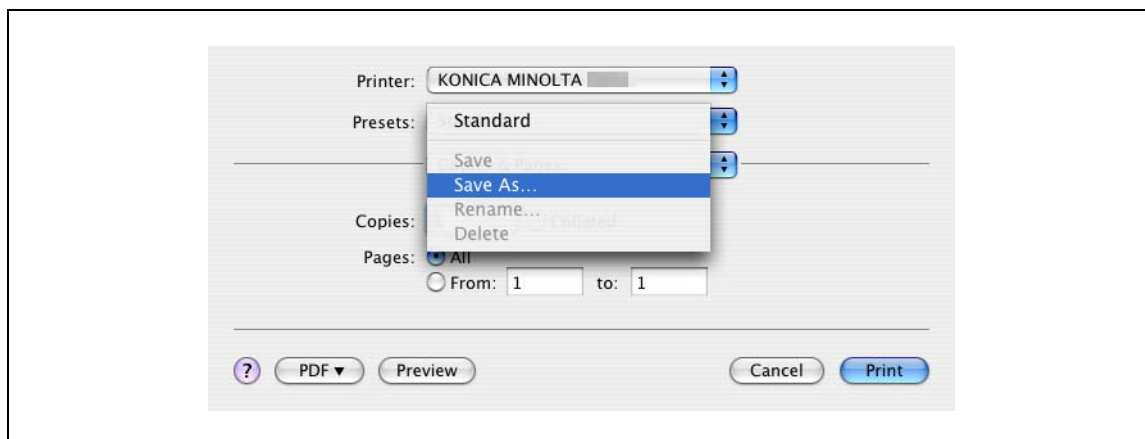 Printer: KONICA MINOLTA
Presets: Standard
Save
Save As...
Rename...
Delete
Copies: Collated
Pages: All
From: 1 to: 1
? PDF ▼ Preview Cancel Print